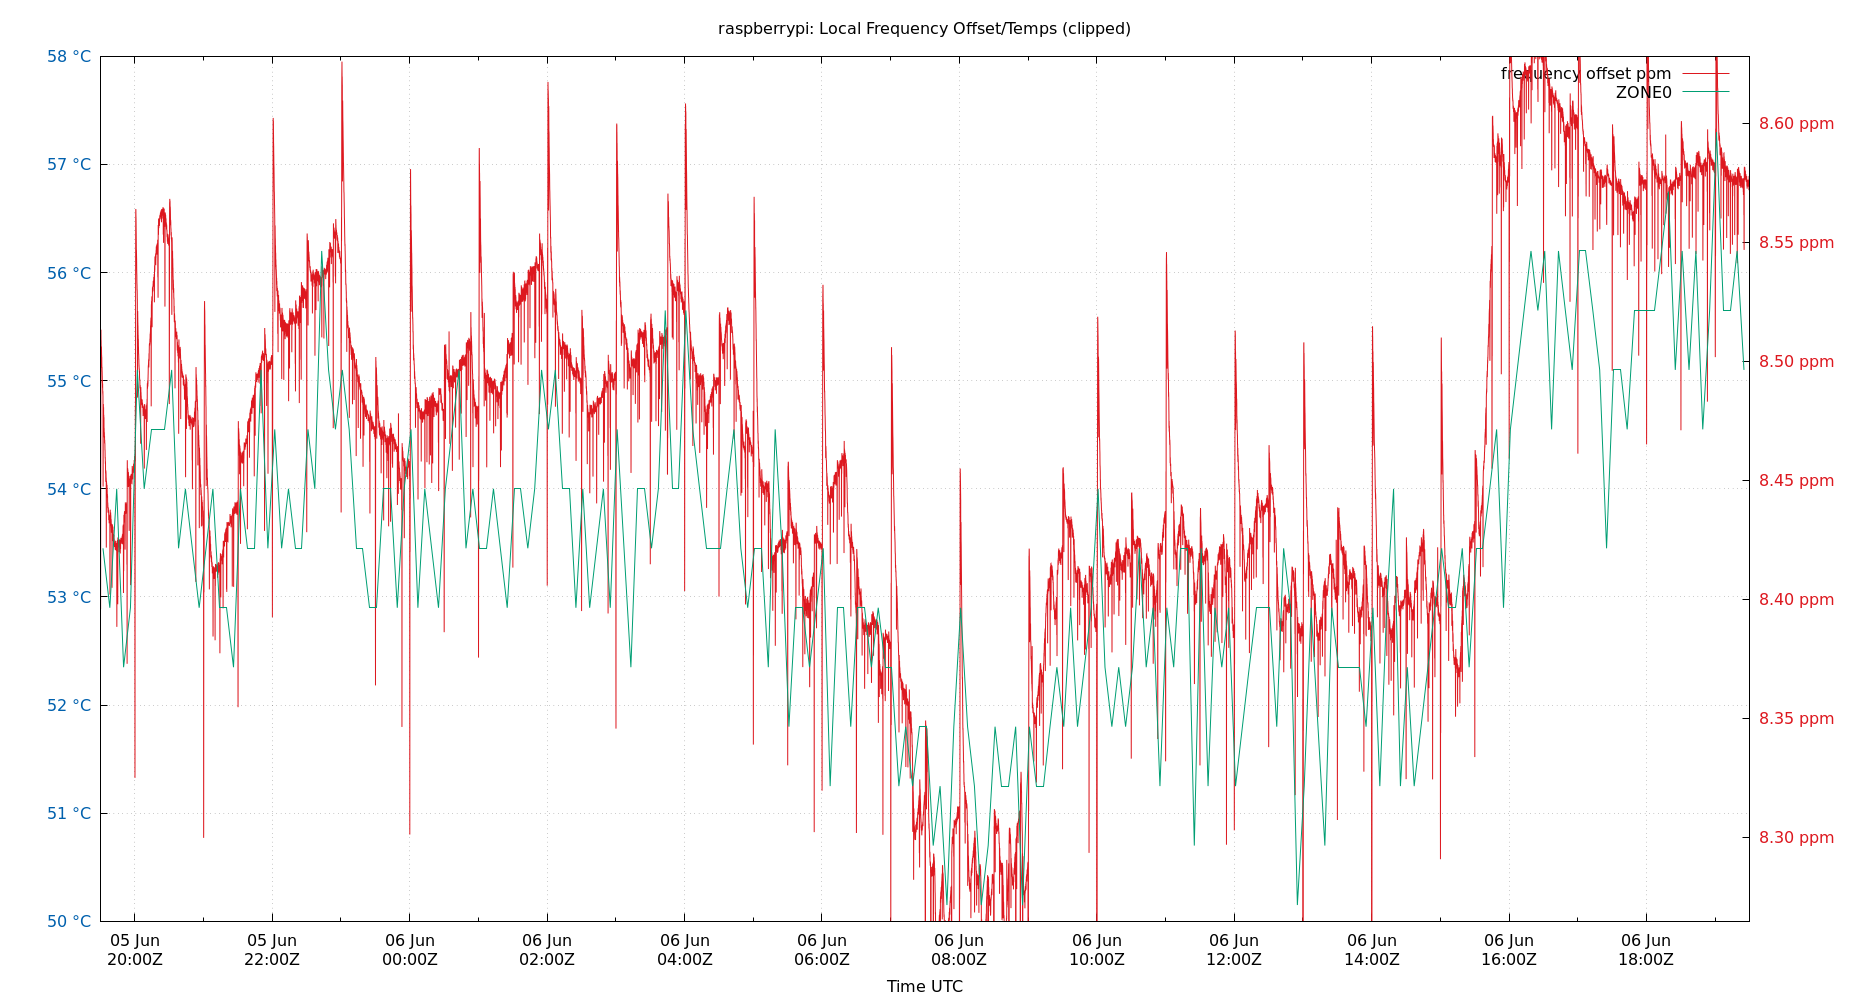 raspberrypi: Local Frequency Offset/Temps (clipped)
58 °C
57 °C
56 °C
55 °C
54 °C
53 °C
52 °C
51 °C
50 °C
frequency offset ppm
ZONE0
8.60 ppm
8.55 ppm
8.50 ppm
8.45 ppm
8.40 ppm
8.35 ppm
8.30 ppm
05 Jun 05 Jun 06 Jun 06 Jun 06 Jun 06 Jun 06 Jun 06 Jun 06 Jun 06 Jun 06 Jun 06 Jun
20:00Z 22:00Z 00:00Z 02:00Z 04:00Z 06:00Z 08:00Z 10:00Z 12:00Z 14:00Z 16:00Z 18:00Z
Time UTC